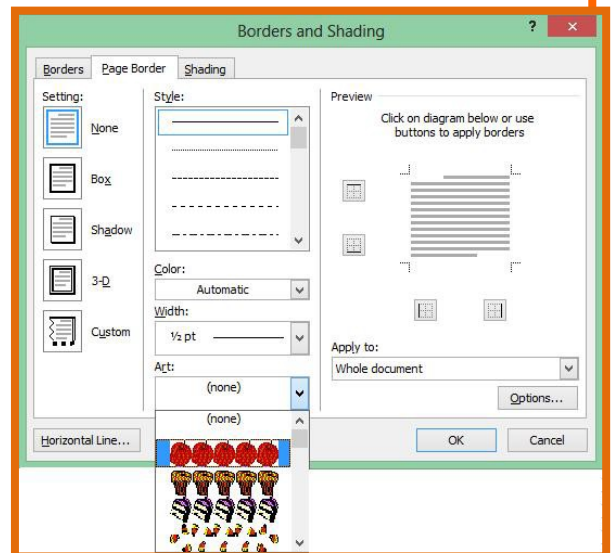 Borders and Shading
?
Borders
Page Border
Shading
Setting:
None
Box
Shadow
3-D
Custom
Style:
Color:
Automatic
Width:
½ pt
Art:
(none)
(none)
Preview
Click on diagram below or use
buttons to apply borders
Apply to:
Whole document
Options...
Horizontal Line...
OK
Cancel